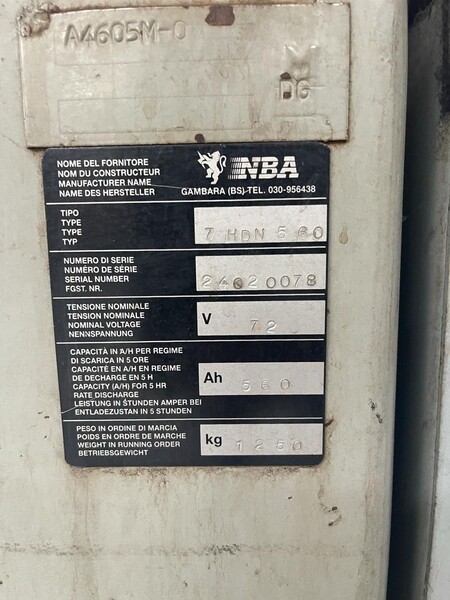 A4605M-0
DG
NOME DEL FORNITORE
NOM DU CONSTRUCTEUR
MANUFACTURER NAME
NAME DES HERSTELLER
NBA
GAMBARA (BS)-TEL. 030-956438
TIPO
TYPE
TYPE
TYP
7 HDN 560
NUMERO DI SERIE
NUMÉRO DE SÉRIE
SERIAL NUMBER
FGST. NR.
24020078
TENSIONE NOMINALE
TENSION NOMINALE
NOMINAL VOLTAGE
NENNSPANNUNG
V 72
CAPACITÀ IN A/H PER REGIME
DI SCARICA IN 5 ORE
CAPACITÉ EN A/H EN REGIME
DE DECHARGE EN 5 H
CAPACITY (A/H) FOR 5 HR
RATE DISCHARGE
LEISTUNG IN STUNDEN AMPER BEI
ENTLADEZUSTAN IN 5 STUNDEN
Ah 560
PESO IN ORDINE DI MARCIA
POIDS EN ORDRE DE MARCHE
WEIGHT IN RUNNING ORDER
BETRIEBSGEWICHT
kg 1250